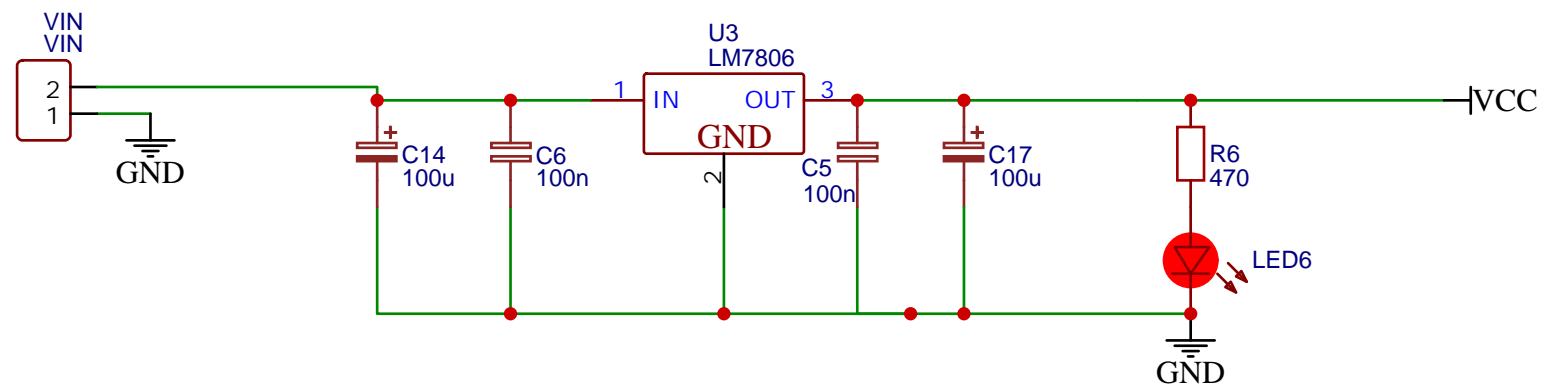 VIN
VIN
2
1
GND
C14
100u
C6
100n
U3
LM7806
1
IN
OUT
3
GND
2
C5
100n
C17
100u
R6
470
LED6
VCC
GND